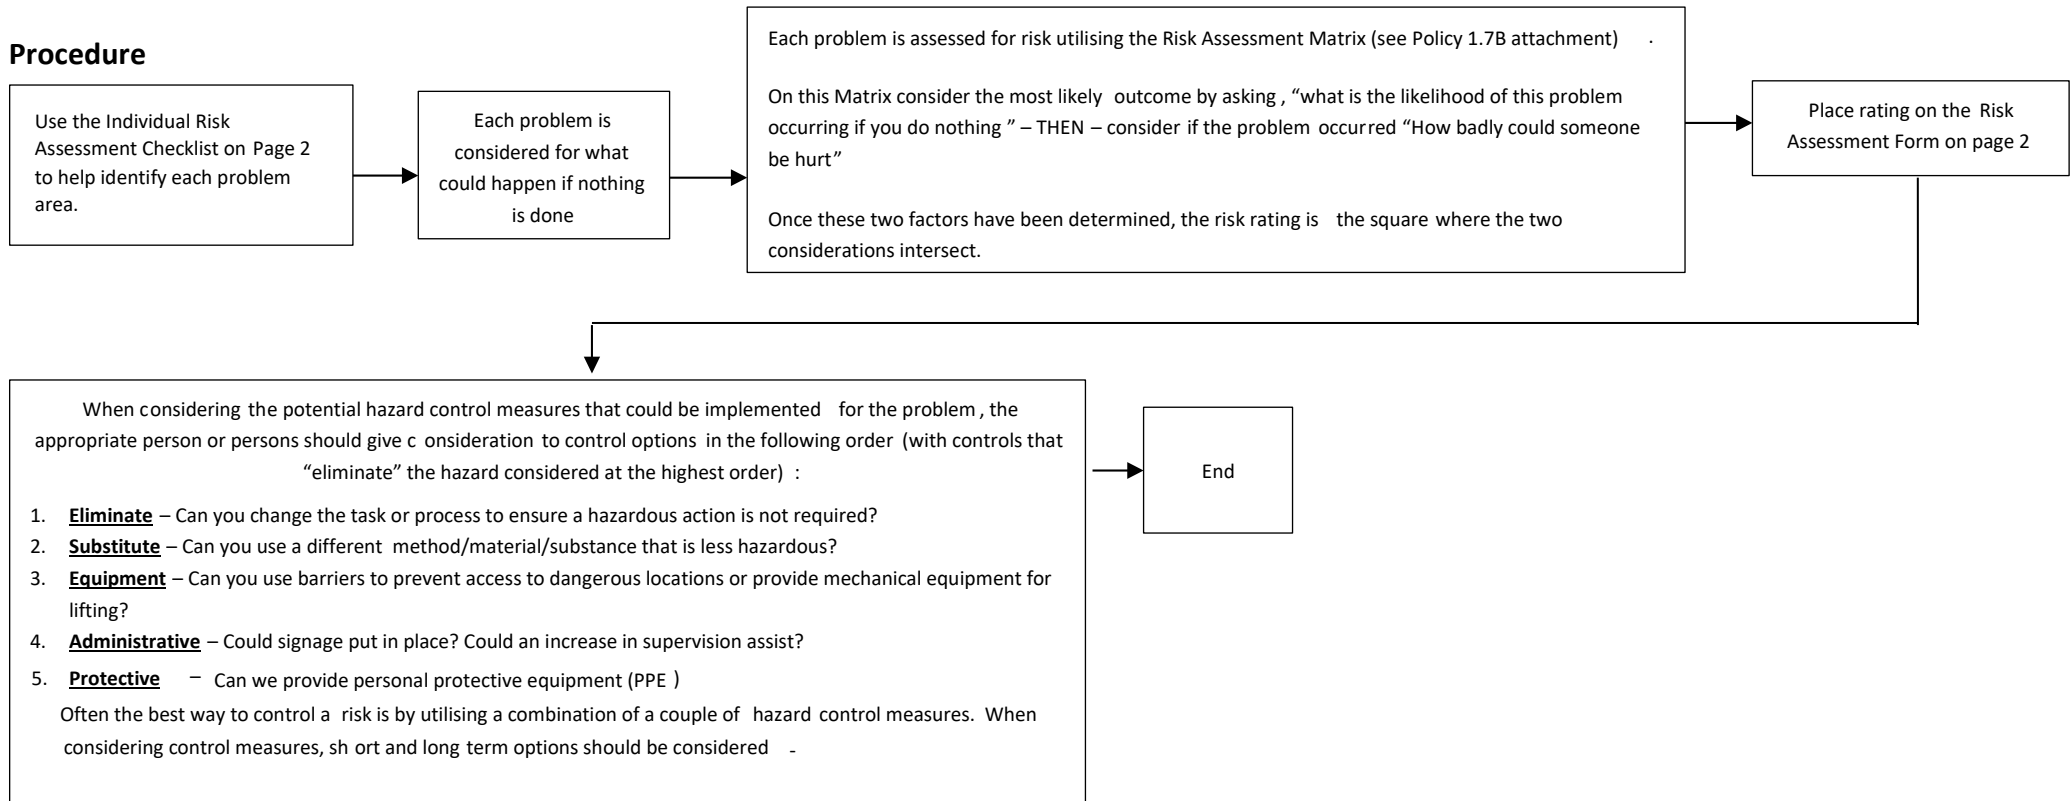 Procedure
Use the Individual Risk
Assessment Checklist on Page 2
to help identify each problem
area.
Each problem is
considered for what
could happen if nothing
is done
Each problem is assessed for risk utilising the Risk Assessment Matrix (see Policy 1.7B attachment) .
On this Matrix consider the most likely outcome by asking , “what is the likelihood of this problem
occurring if you do nothing ” – THEN – consider if the problem occurred “How badly could someone
be hurt”
Once these two factors have been determined, the risk rating is the square where the two
considerations intersect.
Place rating on the Risk
Assessment Form on page 2
When considering the potential hazard control measures that could be implemented for the problem , the
appropriate person or persons should give c onsideration to control options in the following order (with controls that
“eliminate” the hazard considered at the highest order) :
1. Eliminate – Can you change the task or process to ensure a hazardous action is not required?
2. Substitute – Can you use a different method/material/substance that is less hazardous?
3. Equipment – Can you use barriers to prevent access to dangerous locations or provide mechanical equipment for
lifting?
4. Administrative – Could signage put in place? Could an increase in supervision assist?
5. Protective – Can we provide personal protective equipment (PPE )
Often the best way to control a risk is by utilising a combination of a couple of hazard control measures. When
considering control measures, sh ort and long term options should be considered -
End